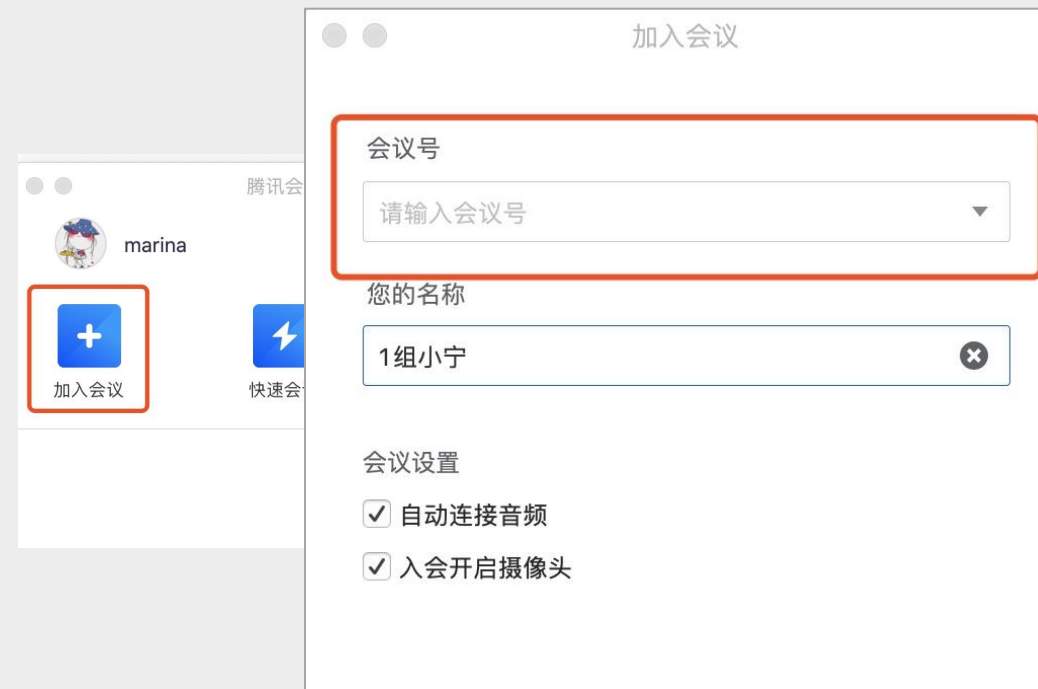 腾讯会
marina
加入会议
快速会
加入会议
会议号
请输入会议号
您的名称
1组小宁
会议设置
自动连接音频
入会开启摄像头